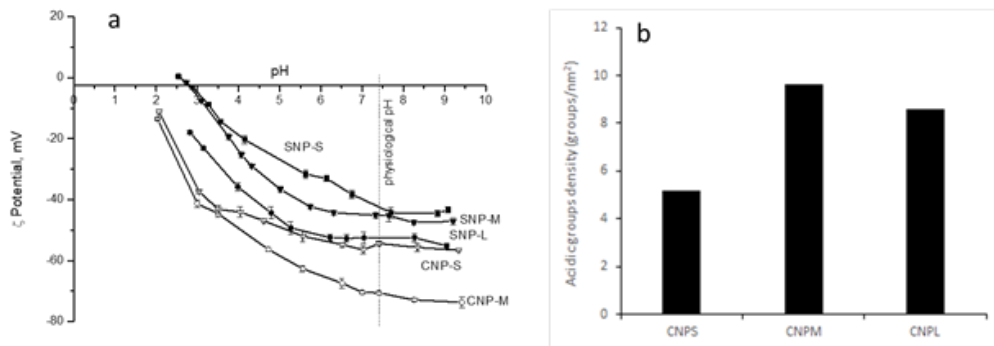 a
20
0
-20
-40
-60
-80
ζ Potential, mV
pH
0 1 2 3 4 5 6 7 8 9 10
physiological pH
SNP-S
SNP-M
SNP-L
CNP-S
CNP-M
b
12
10
8
6
4
2
0
Acidic groups density (groups/nm²)
CNPS CNPM CNPL